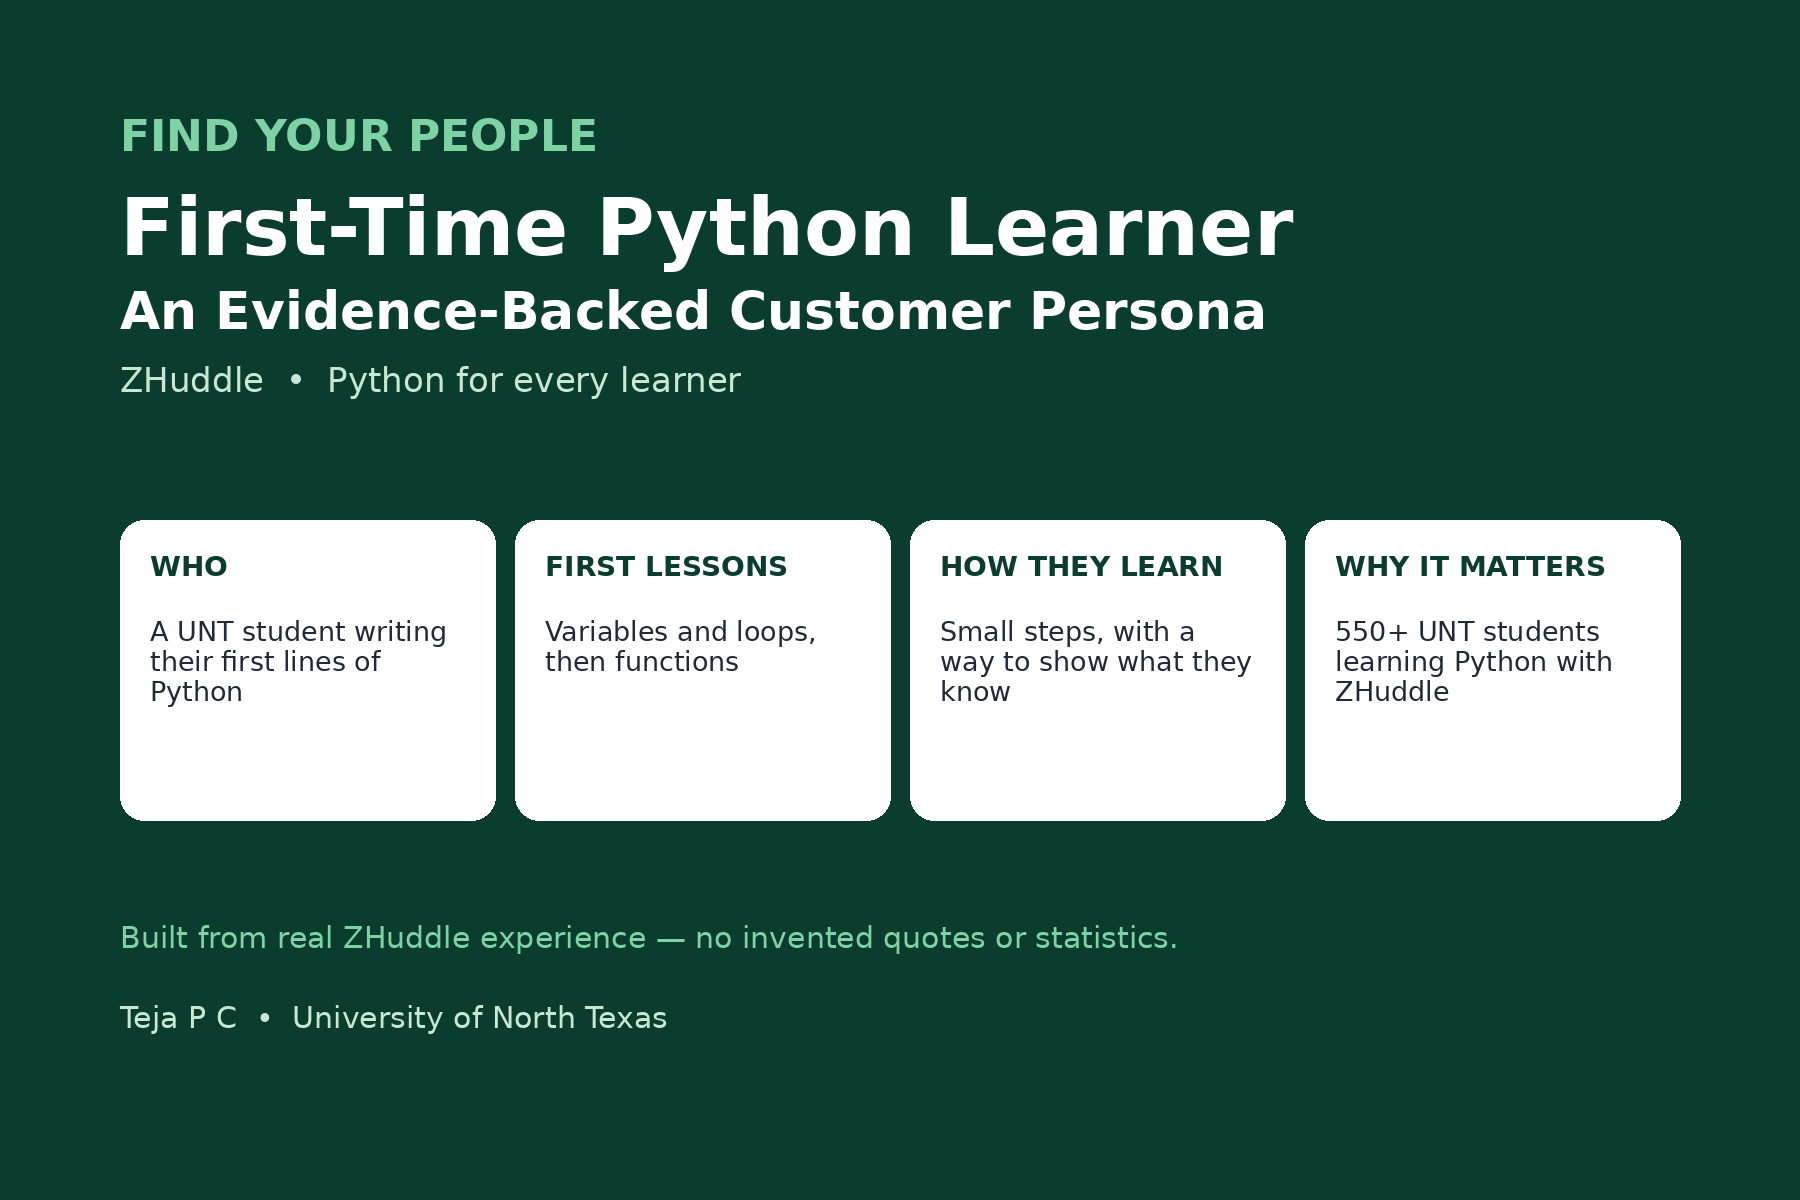 FIND YOUR PEOPLE
First-Time Python Learner
An Evidence-Backed Customer Persona
ZHuddle • Python for every learner
WHO
A UNT student writing
their first lines of
Python
FIRST LESSONS
Variables and loops,
then functions
HOW THEY LEARN
Small steps, with a
way to show what they
know
WHY IT MATTERS
550+ UNT students
learning Python with
ZHuddle
Built from real ZHuddle experience — no invented quotes or statistics.
Teja P C • University of North Texas